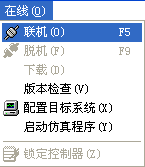 在线(O)
联机(O) F5
脱机(F) F9
下载(D)
版本检查(V)
配置目标系统(X)
启动仿真程序(Y)
锁定控制器(Z)